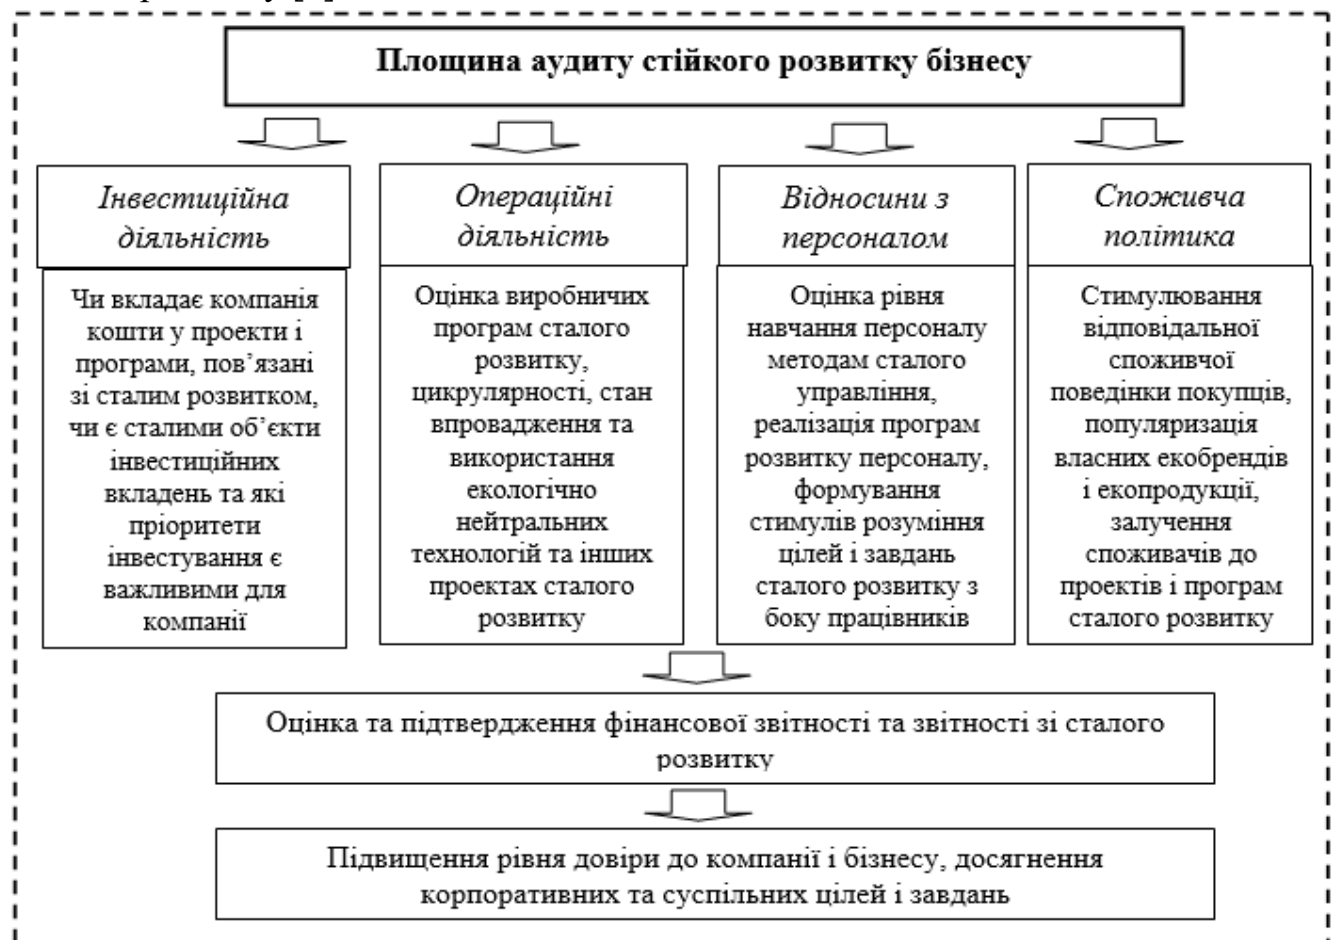 Площина аудиту стійкого розвитку бізнесу
Інвестиційна
діяльність
Чи вкладає компанія
кошти у проекти і
програми, пов’язані
зі сталим розвитком,
чи є сталими об’єкти
інвестиційних
вкладень та які
пріоритети
інвестування є
важливими для
компанії
Операційні
діяльність
Оцінка виробничих
програм сталого
розвитку,
цикрулярності, стан
впровадження та
використання
екологічно
нейтральних
технологій та інших
проектах сталого
розвитку
Відносини з
персоналом
Оцінка рівня
навчання персоналу
методам сталого
управління,
реалізація програм
розвитку персоналу,
формування
стимулів розуміння
цілей і завдань
сталого розвитку з
боку працівників
Споживча
політика
Стимулювання
відповідальної
споживчої
поведінки покупців,
популяризація
власних екобрендів
і екопродукції,
залучення
споживачів до
проектів і програм
сталого розвитку
Оцінка та підтвердження фінансової звітності та звітності зі сталого
розвитку
Підвищення рівня довіри до компанії і бізнесу, досягнення
корпоративних та суспільних цілей і завдань